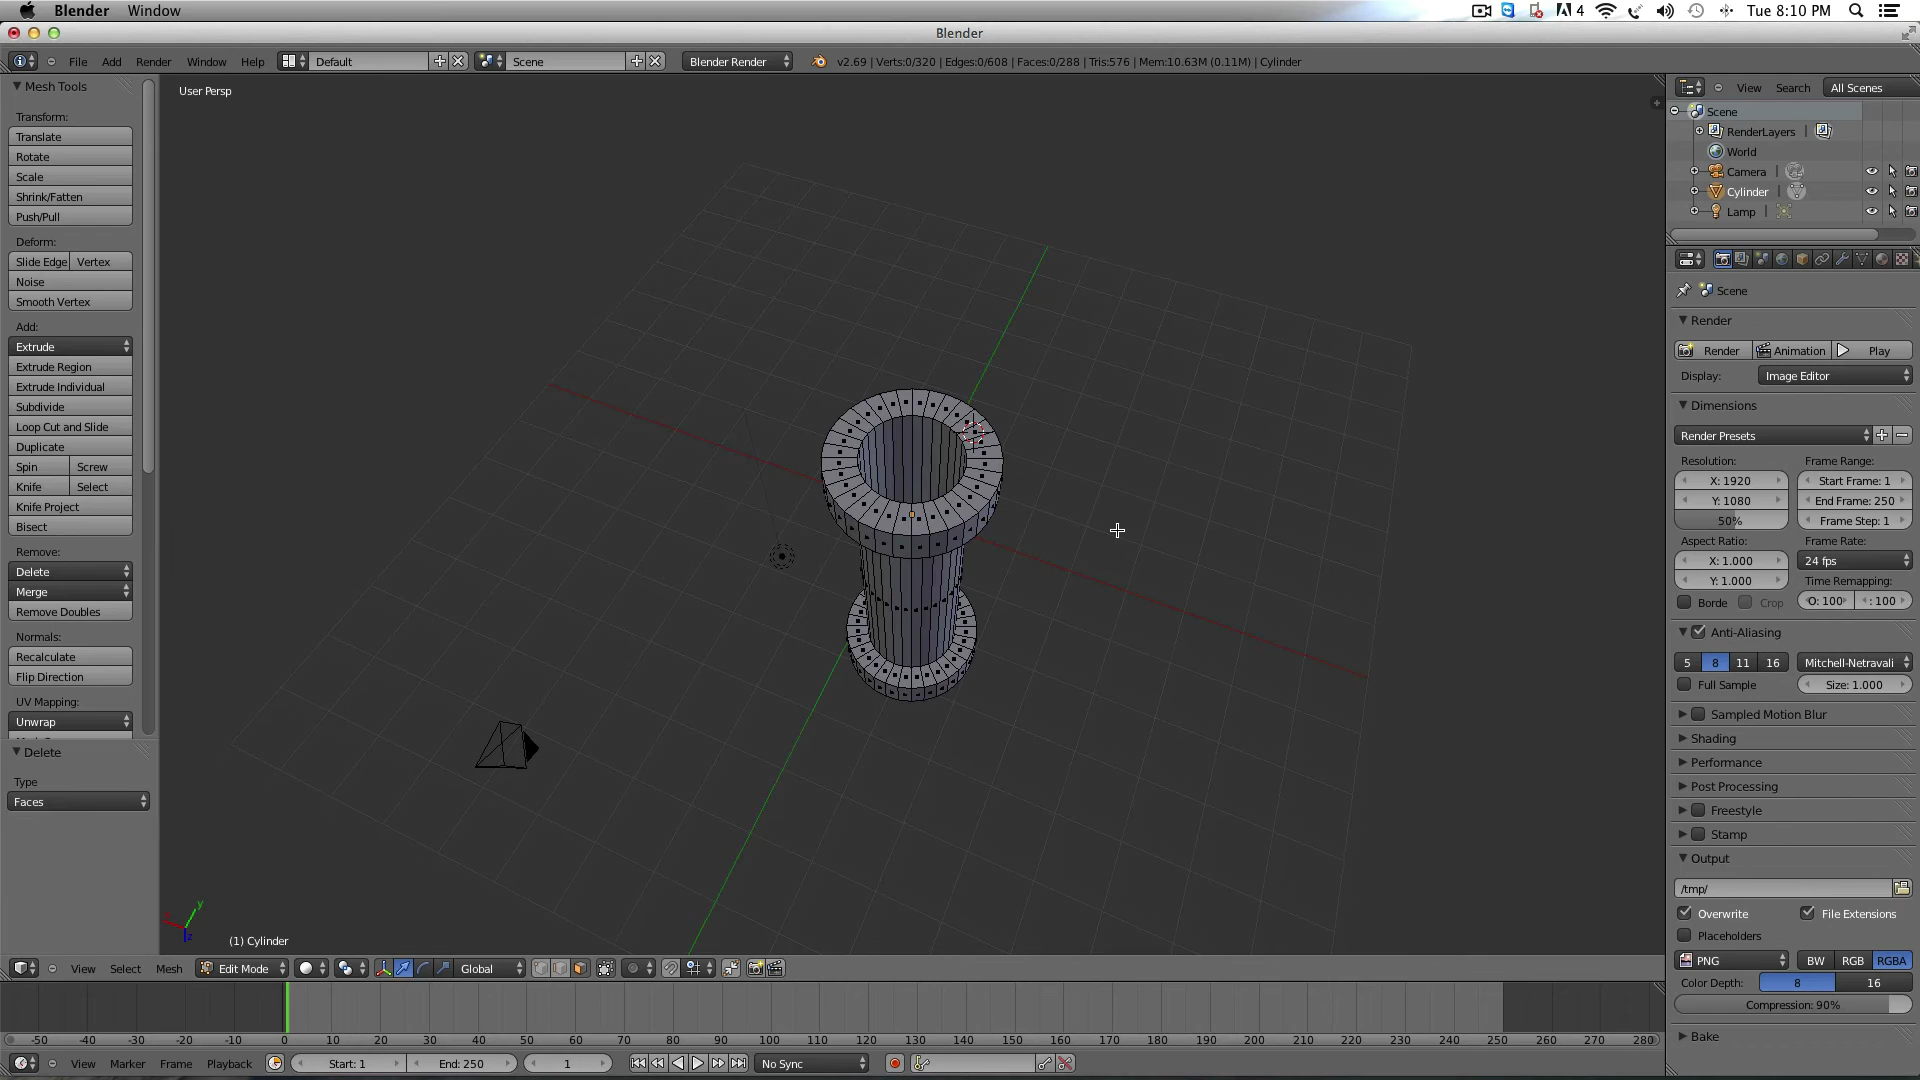 Blender Window 4 Tue 8:10 PM
Blender
File Add Render Window Help Default Scene Blender Render v2.69 | Verts:0/320 | Edges:0/608 | Faces:0/288 | Tris:576 | Mem:10.63M (0.11M) | Cylinder
Mesh Tools
Transform:
Translate
Rotate
Scale
Shrink/Fatten
Push/Pull
Deform:
Slide Edge Vertex
Noise
Smooth Vertex
Add:
Extrude
Extrude Region
Extrude Individual
Subdivide
Loop Cut and Slide
Duplicate
Spin Screw
Knife Select
Knife Project
Bisect
Remove:
Delete
Merge
Remove Doubles
Normals:
Recalculate
Flip Direction
UV Mapping:
Unwrap
Delete
Type
Faces
User Persp
y
z
(1) Cylinder
View Select Mesh Edit Mode Global
-50 -40 -30 -20 -10 0 10 20 30 40 50 60 70 80 90 100 110 120 130 140 150 160 170 180 190 200 210 220 230 240 250 260 270 280
View Marker Frame Playback Start: 1 End: 250 1 No Sync
View Search All Scenes
Scene
RenderLayers |
World
Camera |
Cylinder |
Lamp |
Scene
Render
Render Animation Play
Display: Image Editor
Dimensions
Render Presets
Resolution: Frame Range:
X: 1920 Start Frame: 1
Y: 1080 End Frame: 250
50% Frame Step: 1
Aspect Ratio: Frame Rate:
X: 1.000 24 fps
Y: 1.000 Time Remapping:
Borde Crop O: 100 : 100
Anti-Aliasing
5 8 11 16 Mitchell-Netravali
Full Sample Size: 1.000
Sampled Motion Blur
Shading
Performance
Post Processing
Freestyle
Stamp
Output
/tmp/
Overwrite File Extensions
Placeholders
PNG BW RGB RGBA
Color Depth: 8 16
Compression: 90%
Bake